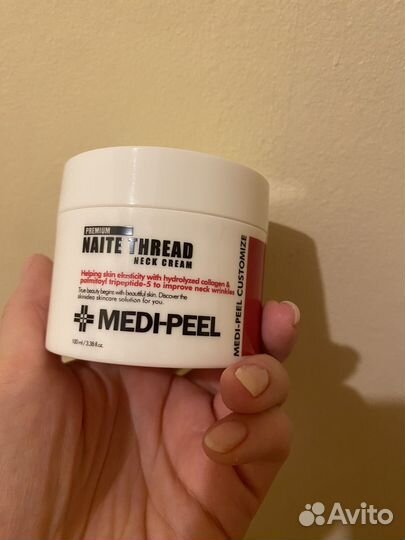 PREMIUM
NAITE THREAD
NECK CREAM
Helping skin elasticity with hydrolyzed collagen &
palmitoyl tripeptide-5 to improve neck wrinkles
True beauty begins with beautiful skin. Discover the
skinidea skincare solution for you.
MEDI-PEEL
100 ml / 3.38 fl.oz.
MEDI-PEEL CUSTOMIZE
Avito